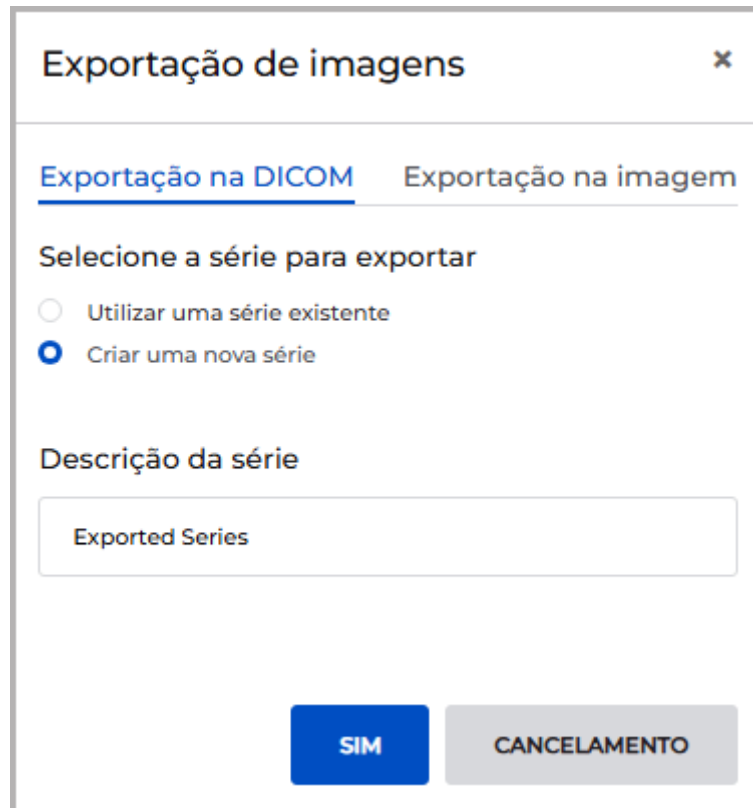 Exportação de imagens ×
Exportação na DICOM Exportação na imagem
Selecione a série para exportar
Utilizar uma série existente
Criar uma nova série
Descrição da série
Exported Series
SIM CANCELAMENTO